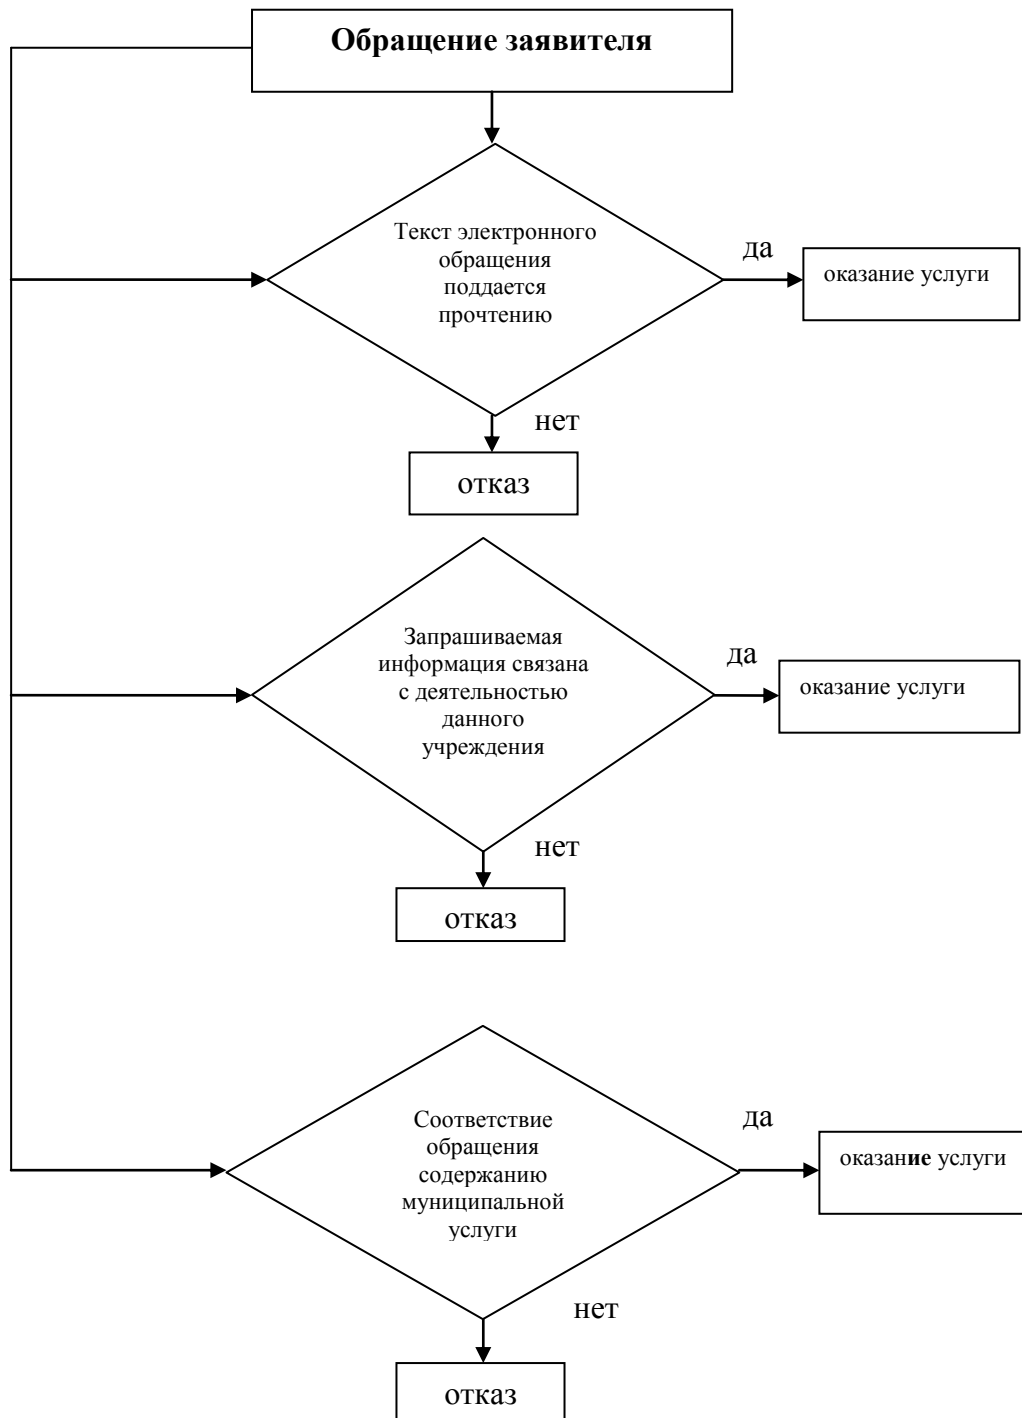 Обращение заявителя
Текст электронного
обращения
поддается
прочтению
да
оказание услуги
нет
отказ
Запрашиваемая
информация связана
с деятельностью
данного
учреждения
да
оказание услуги
нет
отказ
Соответствие
обращения
содержанию
муниципальной
услуги
да
оказание услуги
нет
отказ